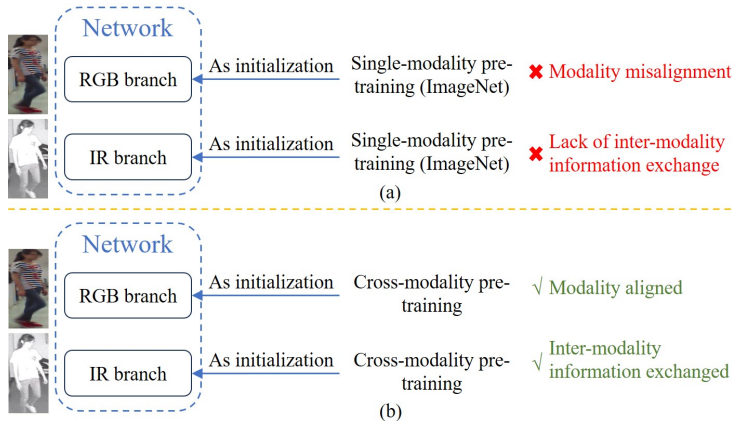 Network
RGB branch
As initialization
Single-modality pre-
training (ImageNet)
✖ Modality misalignment
IR branch
As initialization
Single-modality pre-
training (ImageNet)
✖ Lack of inter-modality
information exchange
(a)
Network
RGB branch
As initialization
Cross-modality pre-
training
√ Modality aligned
IR branch
As initialization
Cross-modality pre-
training
√ Inter-modality
information exchanged
(b)